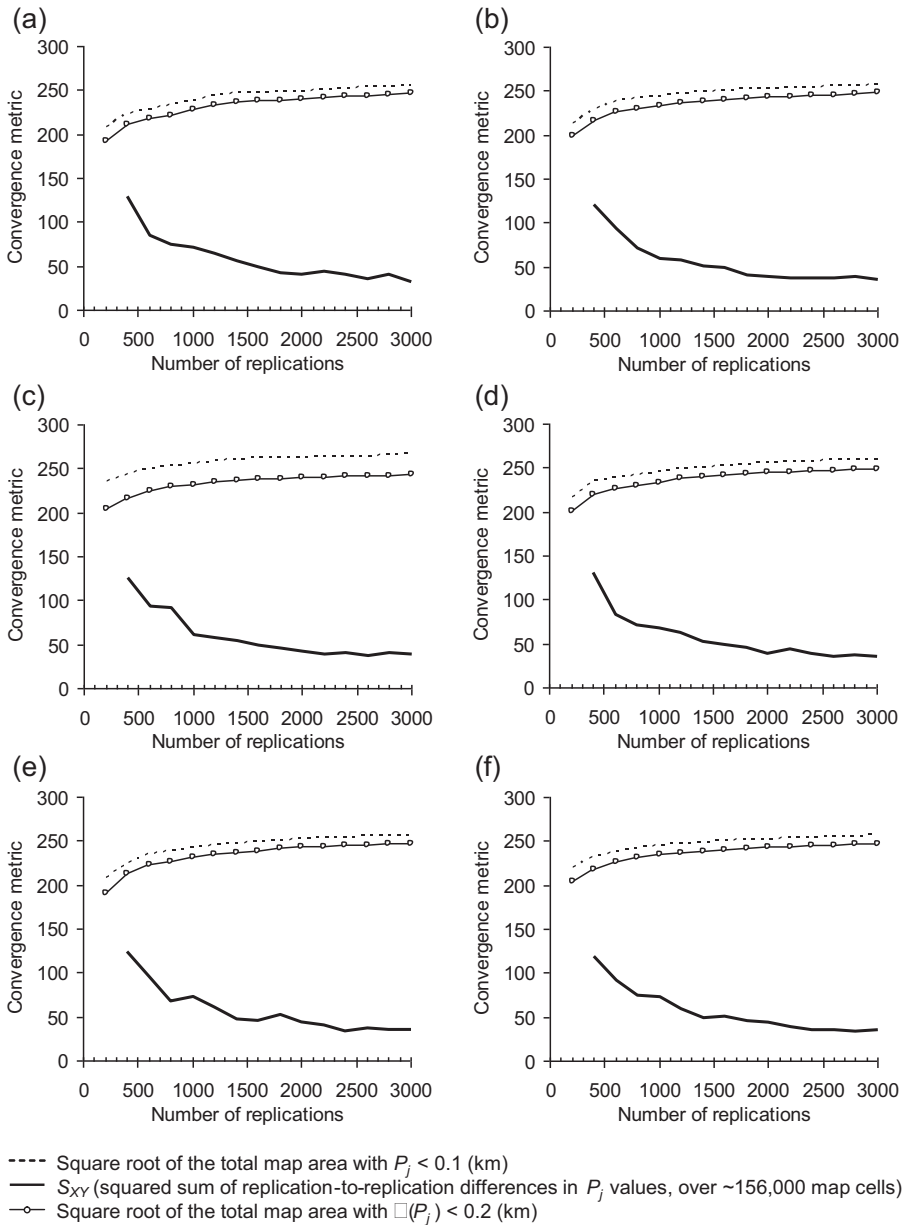 (a)
300
250
200
150
100
50
0
Convergence metric
0 500 1000 1500 2000 2500 3000
Number of replications
(b)
300
250
200
150
100
50
0
Convergence metric
0 500 1000 1500 2000 2500 3000
Number of replications
(c)
300
250
200
150
100
50
0
Convergence metric
0 500 1000 1500 2000 2500 3000
Number of replications
(d)
300
250
200
150
100
50
0
Convergence metric
0 500 1000 1500 2000 2500 3000
Number of replications
(e)
300
250
200
150
100
50
0
Convergence metric
0 500 1000 1500 2000 2500 3000
Number of replications
(f)
300
250
200
150
100
50
0
Convergence metric
0 500 1000 1500 2000 2500 3000
Number of replications
Square root of the total map area with Pj < 0.1 (km)
SXY (squared sum of replication-to-replication differences in Pj values, over ~156,000 map cells)
Square root of the total map area with □(Pj) < 0.2 (km)